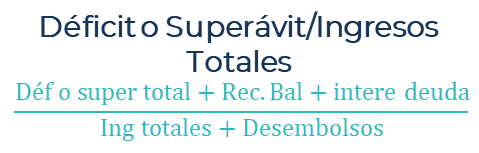 Déficit o Superávit/Ingresos
Totales
Déf o super total + Rec. Bal + intere deuda
Ing totales + Desembolsos